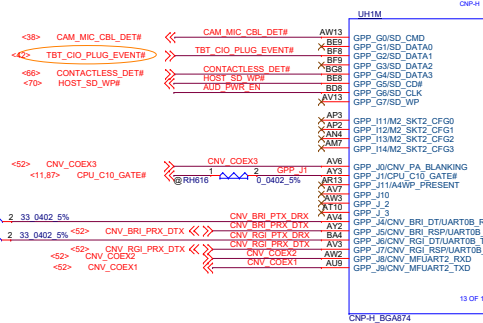 CNP-H
UH1M
<38> CAM_MIC_CBL_DET# CAM_MIC_CBL_DET# AW13 GPP_G0/SD_CMD
BE9 GPP_G1/SD_DATA0
<42> TBT_CIO_PLUG_EVENT# TBT_CIO_PLUG_EVENT# BF8 GPP_G2/SD_DATA1
BF9 GPP_G3/SD_DATA2
<66> CONTACTLESS_DET# CONTACTLESS_DET# BG8 GPP_G4/SD_DATA3
<70> HOST_SD_WP# HOST_SD_WP# BE8 GPP_G5/SD_CD#
AUD_PWR_EN BD8 GPP_G6/SD_CLK
AV13 GPP_G7/SD_WP
AP3 GPP_I11/M2_SKT2_CFG0
AP2 GPP_I12/M2_SKT2_CFG1
AN4 GPP_I13/M2_SKT2_CFG2
AM7 GPP_I14/M2_SKT2_CFG3
<52> CNV_COEX3 CNV_COEX3 AV6 GPP_J0/CNV_PA_BLANKING
<11,87> CPU_C10_GATE# 1 2 GPP_J1 AY3 GPP_J1/CPU_C10_GATE#
@RH616 0_0402_5% AR13 GPP_J11/A4WP_PRESENT
AV7 GPP_J10
AW3 GPP_J_2
AT10 GPP_J_3
2 33_0402_5% CNV_BRI_PTX_DRX AV4 GPP_J4/CNV_BRI_DT/UART0B_R
<52> CNV_BRI_PRX_DTX CNV_BRI_PRX_DTX AY2 GPP_J5/CNV_BRI_RSP/UART0B_
2 33_0402_5% CNV_RGI_PTX_DRX BA4 GPP_J6/CNV_RGI_DT/UART0B_T
<52> CNV_RGI_PRX_DTX CNV_RGI_PRX_DTX AV3 GPP_J7/CNV_RGI_RSP/UART0B_
<52> CNV_COEX2 CNV_COEX2 AW2 GPP_J8/CNV_MFUART2_RXD
<52> CNV_COEX1 CNV_COEX1 AU9 GPP_J9/CNV_MFUART2_TXD
13 OF 1
CNP-H_BGA874